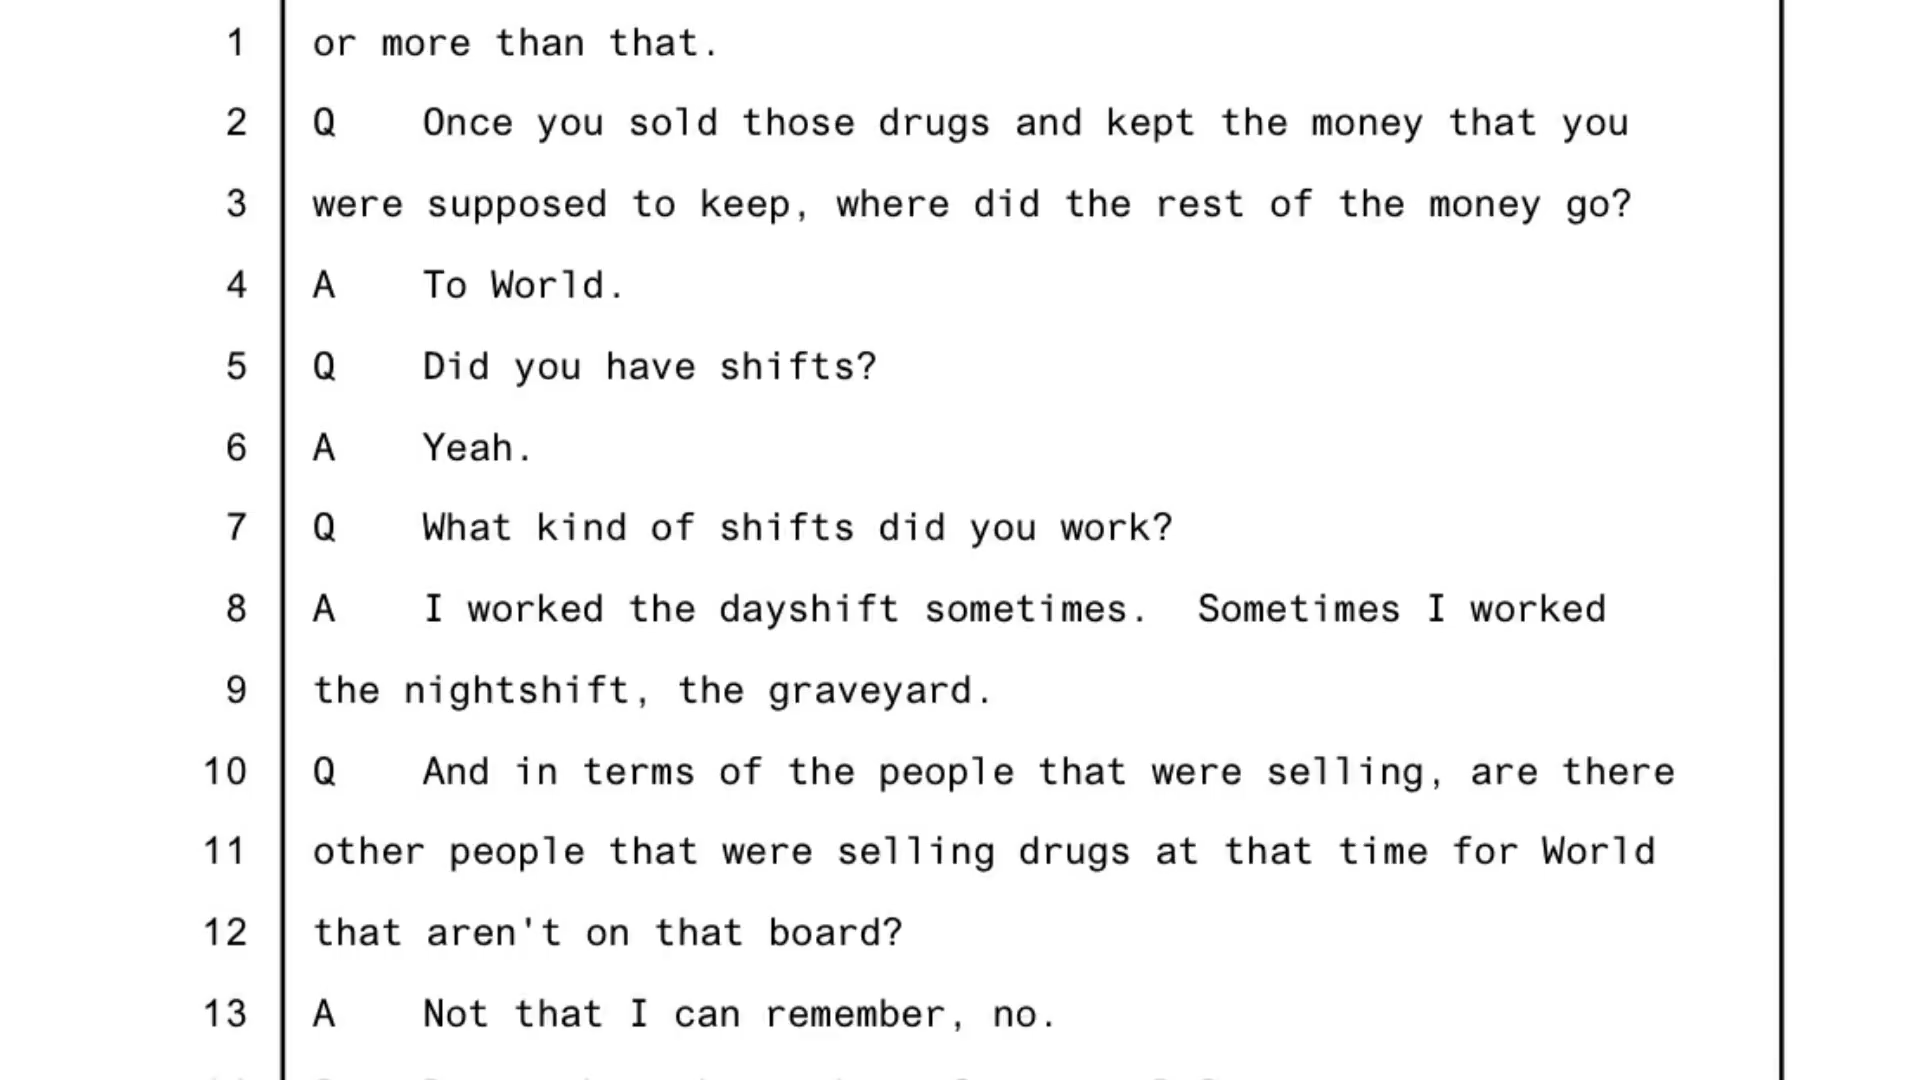 1 or more than that.
2 Q Once you sold those drugs and kept the money that you
3 were supposed to keep, where did the rest of the money go?
4 A To World.
5 Q Did you have shifts?
6 A Yeah.
7 Q What kind of shifts did you work?
8 A I worked the dayshift sometimes. Sometimes I worked
9 the nightshift, the graveyard.
10 Q And in terms of the people that were selling, are there
11 other people that were selling drugs at that time for World
12 that aren't on that board?
13 A Not that I can remember, no.